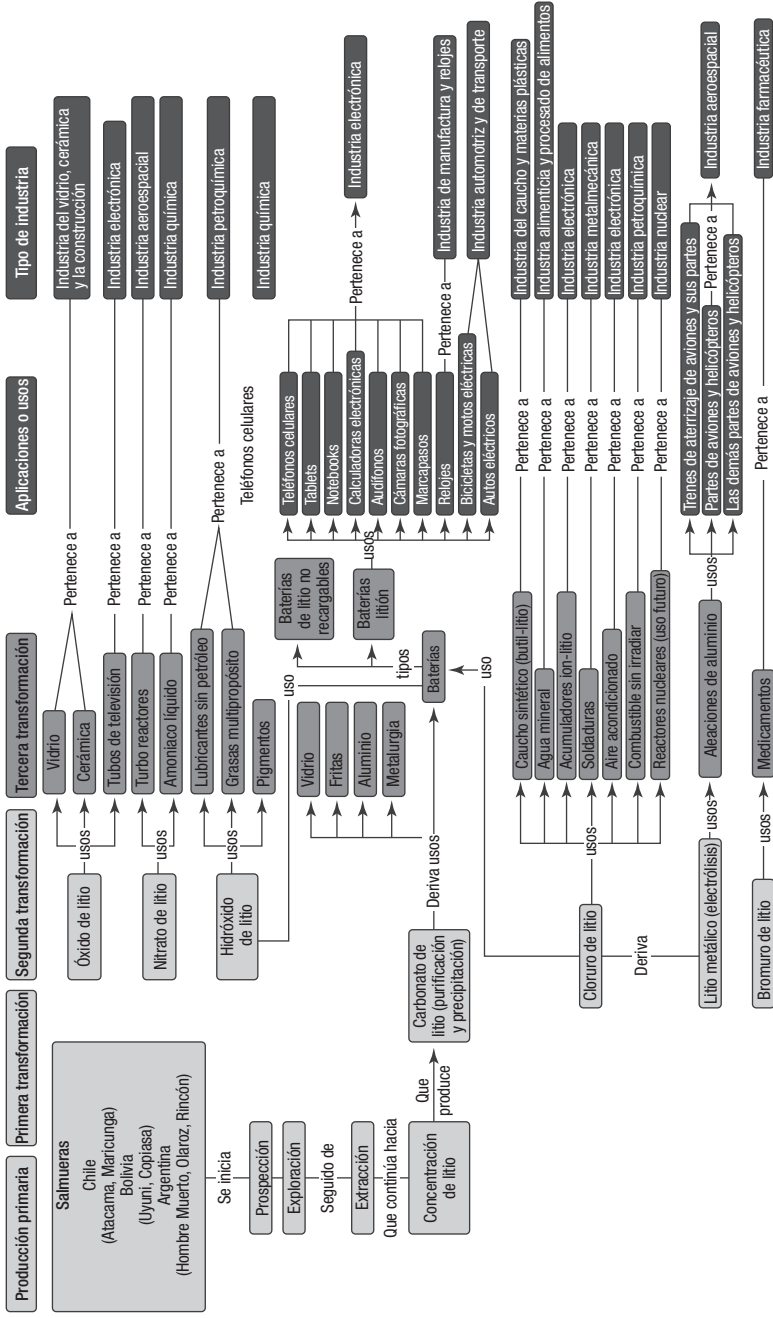 Producción primaria
Primera transformación
Segunda transformación
Tercera transformación
Aplicaciones o usos
Tipo de industria
Salmueras
Chile
(Atacama, Maricunga)
Bolivia
(Uyuni, Copiasa)
Argentina
(Hombre Muerto, Olaroz, Rincón)
Se inicia
Prospección
Exploración
Seguido de
Extracción
Que continúa hacia
Concentración
de litio
Que
produce
Carbonato de
litio (purificación
y precipitación)
Deriva usos
Óxido de litio
usos
Nitrato de litio
usos
Hidróxido
de litio
usos
uso
Vidrio
Cerámica
Tubos de televisión
Turbo reactores
Amoniaco líquido
Lubricantes sin petróleo
Grasas multipropósito
Pigmentos
Pertenece a
Pertenece a
Pertenece a
Pertenece a
Pertenece a
Teléfonos celulares
Industria del vidrio, cerámica
y la construcción
Industria electrónica
Industria aeroespacial
Industria química
Industria petroquímica
Industria química
Vidrio
Fritas
Aluminio
Metalurgia
Baterías
tipos
Baterías
de litio no
recargables
Baterías
litión
usos
Teléfonos celulares
Tablets
Notebooks
Calculadoras electrónicas
Audífonos
Cámaras fotográficas
Marcapasos
Relojes
Bicicletas y motos eléctricas
Autos eléctricos
Pertenece a
Industria electrónica
Pertenece a
Industria de manufactura y relojes
Industria automotriz y de transporte
uso
Cloruro de litio
usos
Deriva
Caucho sintético (butil-litio)
Pertenece a
Industria del caucho y materias plásticas
Agua mineral
Pertenece a
Industria alimenticia y procesado de alimentos
Acumuladores ion-litio
Pertenece a
Industria electrónica
Soldaduras
Pertenece a
Industria metalmecánica
Aire acondicionado
Pertenece a
Industria electrónica
Combustible sin irradiar
Pertenece a
Industria petroquímica
Reactores nucleares (uso futuro)
Pertenece a
Industria nuclear
Litio metálico (electrólisis)
usos
Aleaciones de aluminio
usos
Trenes de aterrizaje de aviones y sus partes
Partes de aviones y helicópteros
Las demás partes de aviones y helicópteros
Pertenece a
Industria aeroespacial
Bromuro de litio
usos
Medicamentos
Pertenece a
Industria farmacéutica